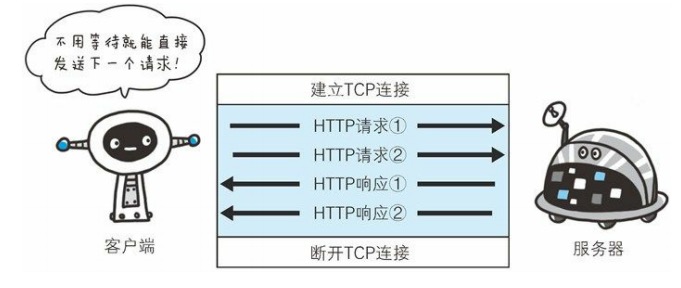 不用等待就能直接
发送下一个请求!
建立TCP连接
HTTP请求①
HTTP请求②
HTTP响应①
HTTP响应②
断开TCP连接
客户端
服务器